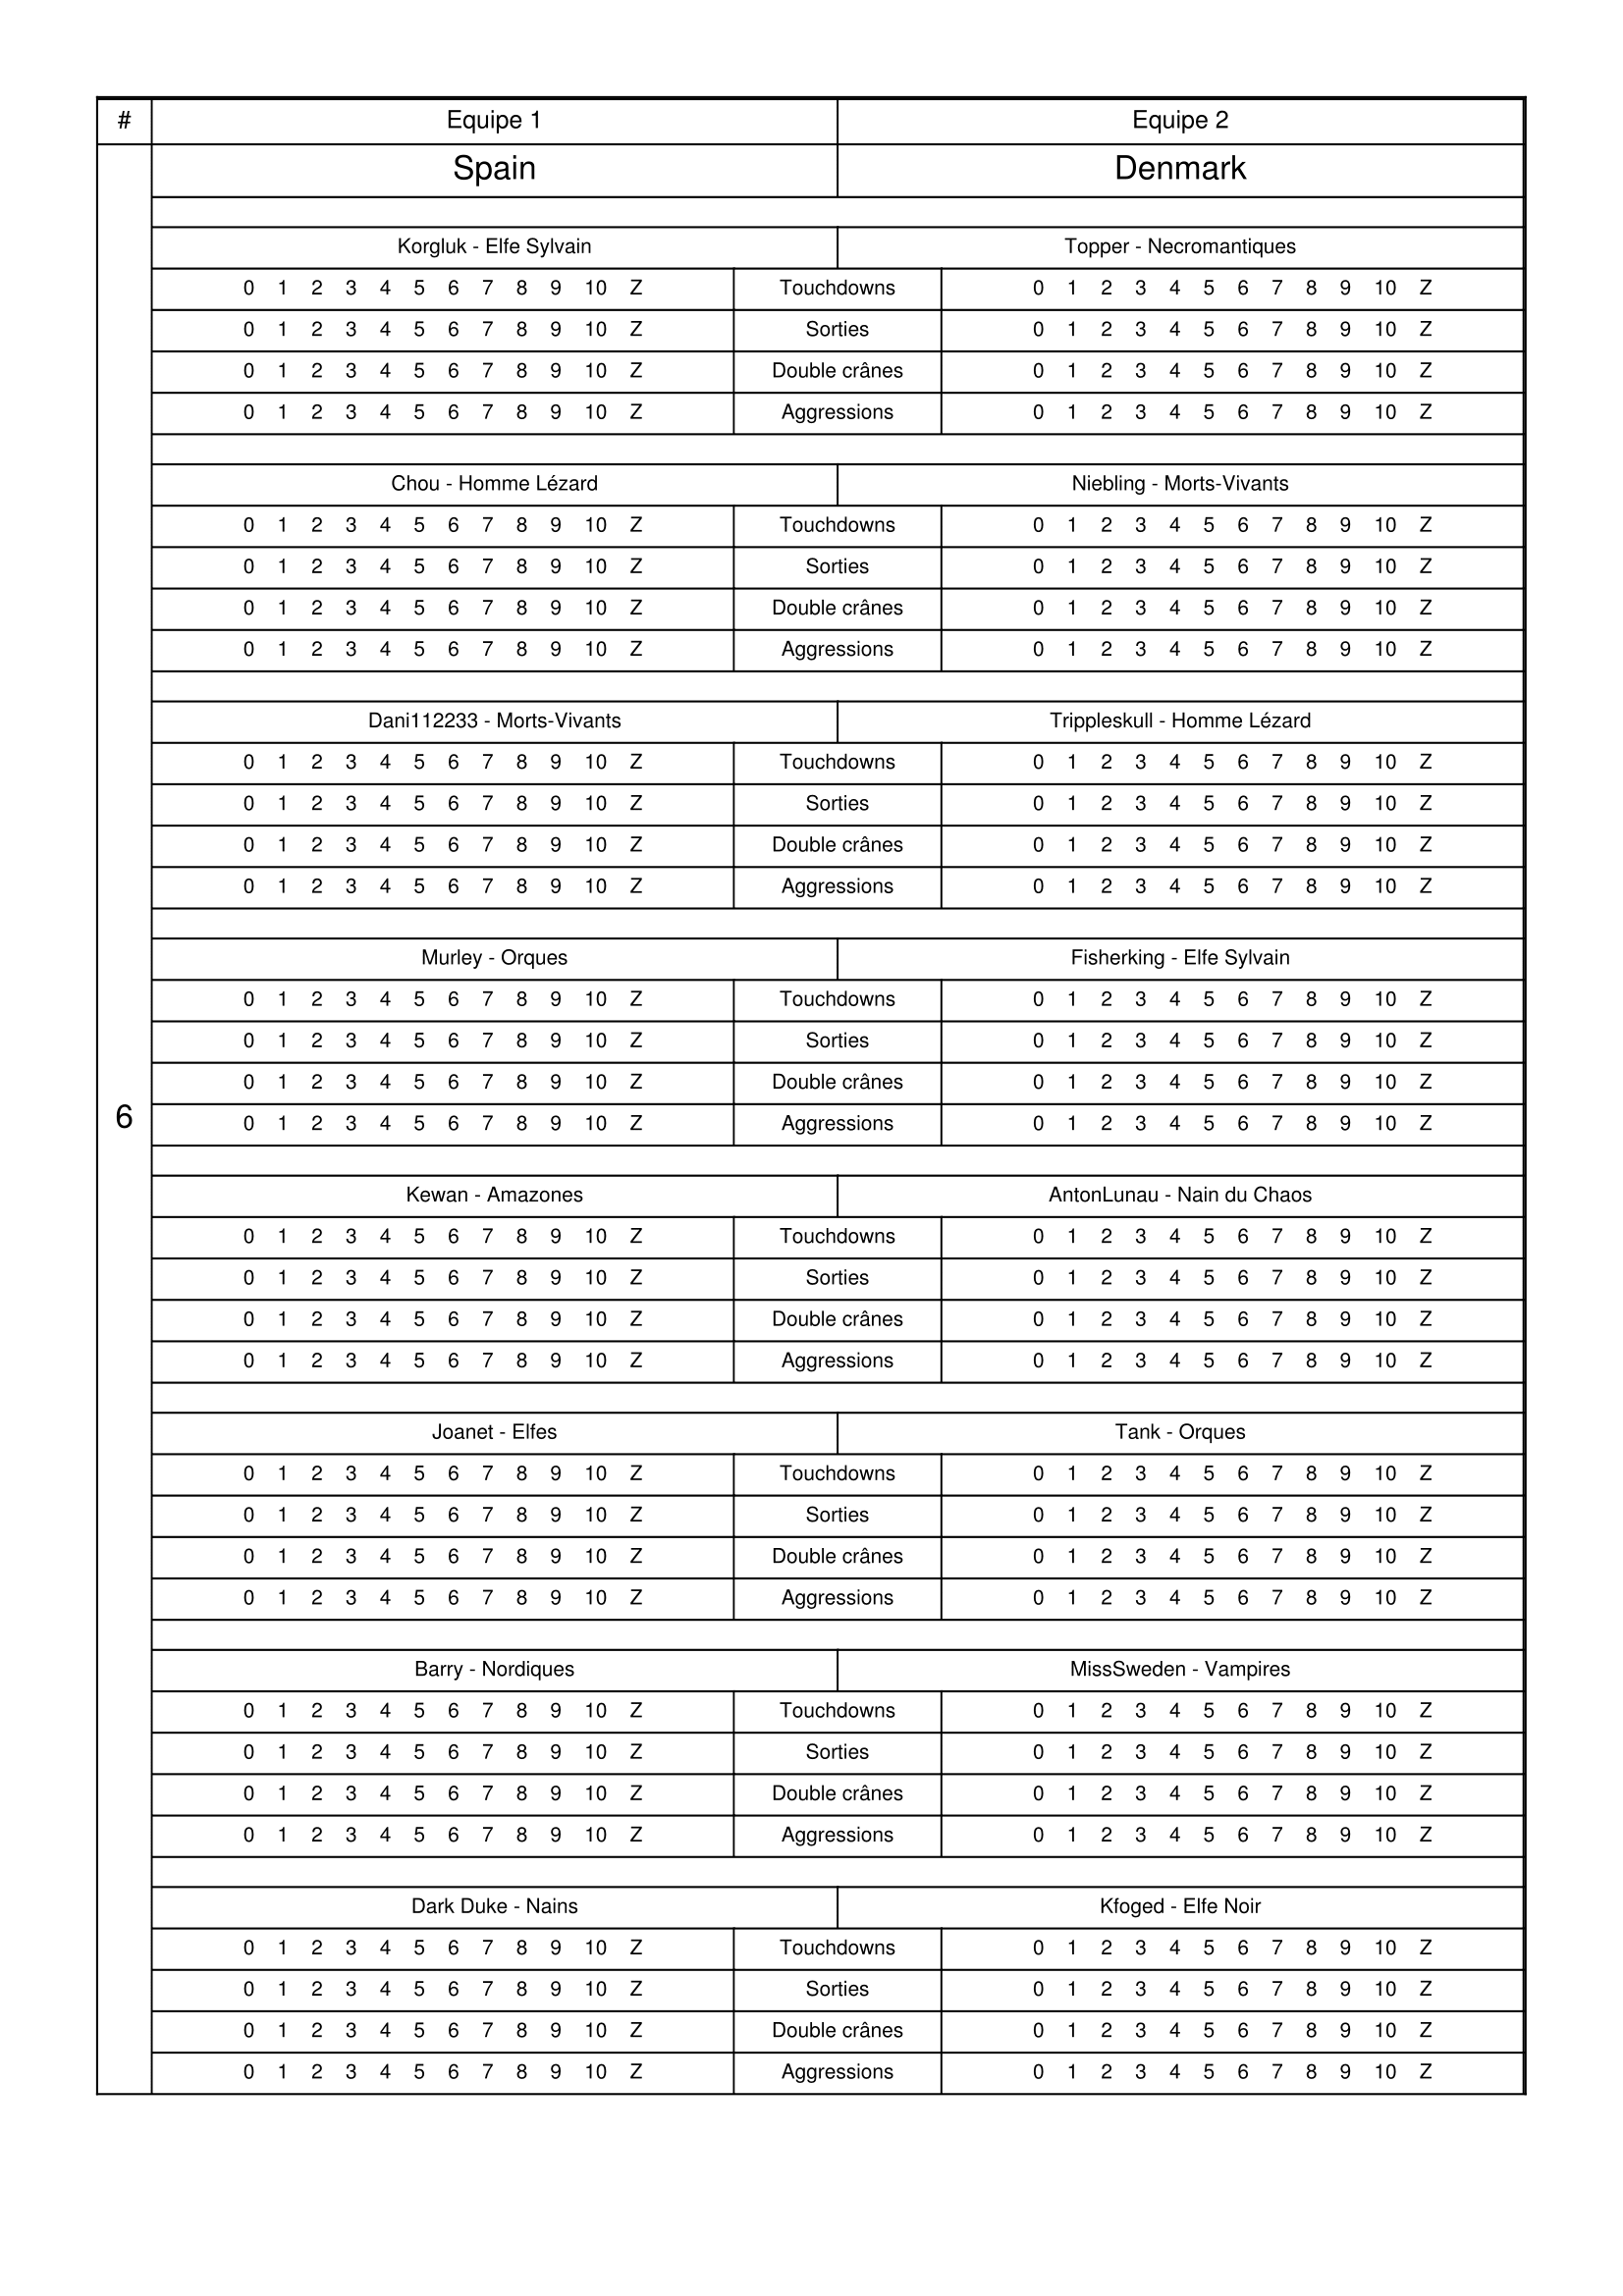 # Equipe 1 Equipe 2
Spain Denmark
Korgluk - Elfe Sylvain Topper - Necromantiques
0 1 2 3 4 5 6 7 8 9 10 Z Touchdowns 0 1 2 3 4 5 6 7 8 9 10 Z
0 1 2 3 4 5 6 7 8 9 10 Z Sorties 0 1 2 3 4 5 6 7 8 9 10 Z
0 1 2 3 4 5 6 7 8 9 10 Z Double crânes 0 1 2 3 4 5 6 7 8 9 10 Z
0 1 2 3 4 5 6 7 8 9 10 Z Aggressions 0 1 2 3 4 5 6 7 8 9 10 Z
Chou - Homme Lézard Niebling - Morts-Vivants
0 1 2 3 4 5 6 7 8 9 10 Z Touchdowns 0 1 2 3 4 5 6 7 8 9 10 Z
0 1 2 3 4 5 6 7 8 9 10 Z Sorties 0 1 2 3 4 5 6 7 8 9 10 Z
0 1 2 3 4 5 6 7 8 9 10 Z Double crânes 0 1 2 3 4 5 6 7 8 9 10 Z
0 1 2 3 4 5 6 7 8 9 10 Z Aggressions 0 1 2 3 4 5 6 7 8 9 10 Z
Dani112233 - Morts-Vivants Trippleskull - Homme Lézard
0 1 2 3 4 5 6 7 8 9 10 Z Touchdowns 0 1 2 3 4 5 6 7 8 9 10 Z
0 1 2 3 4 5 6 7 8 9 10 Z Sorties 0 1 2 3 4 5 6 7 8 9 10 Z
0 1 2 3 4 5 6 7 8 9 10 Z Double crânes 0 1 2 3 4 5 6 7 8 9 10 Z
0 1 2 3 4 5 6 7 8 9 10 Z Aggressions 0 1 2 3 4 5 6 7 8 9 10 Z
Murley - Orques Fisherking - Elfe Sylvain
0 1 2 3 4 5 6 7 8 9 10 Z Touchdowns 0 1 2 3 4 5 6 7 8 9 10 Z
0 1 2 3 4 5 6 7 8 9 10 Z Sorties 0 1 2 3 4 5 6 7 8 9 10 Z
0 1 2 3 4 5 6 7 8 9 10 Z Double crânes 0 1 2 3 4 5 6 7 8 9 10 Z
6 0 1 2 3 4 5 6 7 8 9 10 Z Aggressions 0 1 2 3 4 5 6 7 8 9 10 Z
Kewan - Amazones AntonLunau - Nain du Chaos
0 1 2 3 4 5 6 7 8 9 10 Z Touchdowns 0 1 2 3 4 5 6 7 8 9 10 Z
0 1 2 3 4 5 6 7 8 9 10 Z Sorties 0 1 2 3 4 5 6 7 8 9 10 Z
0 1 2 3 4 5 6 7 8 9 10 Z Double crânes 0 1 2 3 4 5 6 7 8 9 10 Z
0 1 2 3 4 5 6 7 8 9 10 Z Aggressions 0 1 2 3 4 5 6 7 8 9 10 Z
Joanet - Elfes Tank - Orques
0 1 2 3 4 5 6 7 8 9 10 Z Touchdowns 0 1 2 3 4 5 6 7 8 9 10 Z
0 1 2 3 4 5 6 7 8 9 10 Z Sorties 0 1 2 3 4 5 6 7 8 9 10 Z
0 1 2 3 4 5 6 7 8 9 10 Z Double crânes 0 1 2 3 4 5 6 7 8 9 10 Z
0 1 2 3 4 5 6 7 8 9 10 Z Aggressions 0 1 2 3 4 5 6 7 8 9 10 Z
Barry - Nordiques MissSweden - Vampires
0 1 2 3 4 5 6 7 8 9 10 Z Touchdowns 0 1 2 3 4 5 6 7 8 9 10 Z
0 1 2 3 4 5 6 7 8 9 10 Z Sorties 0 1 2 3 4 5 6 7 8 9 10 Z
0 1 2 3 4 5 6 7 8 9 10 Z Double crânes 0 1 2 3 4 5 6 7 8 9 10 Z
0 1 2 3 4 5 6 7 8 9 10 Z Aggressions 0 1 2 3 4 5 6 7 8 9 10 Z
Dark Duke - Nains Kfoged - Elfe Noir
0 1 2 3 4 5 6 7 8 9 10 Z Touchdowns 0 1 2 3 4 5 6 7 8 9 10 Z
0 1 2 3 4 5 6 7 8 9 10 Z Sorties 0 1 2 3 4 5 6 7 8 9 10 Z
0 1 2 3 4 5 6 7 8 9 10 Z Double crânes 0 1 2 3 4 5 6 7 8 9 10 Z
0 1 2 3 4 5 6 7 8 9 10 Z Aggressions 0 1 2 3 4 5 6 7 8 9 10 Z